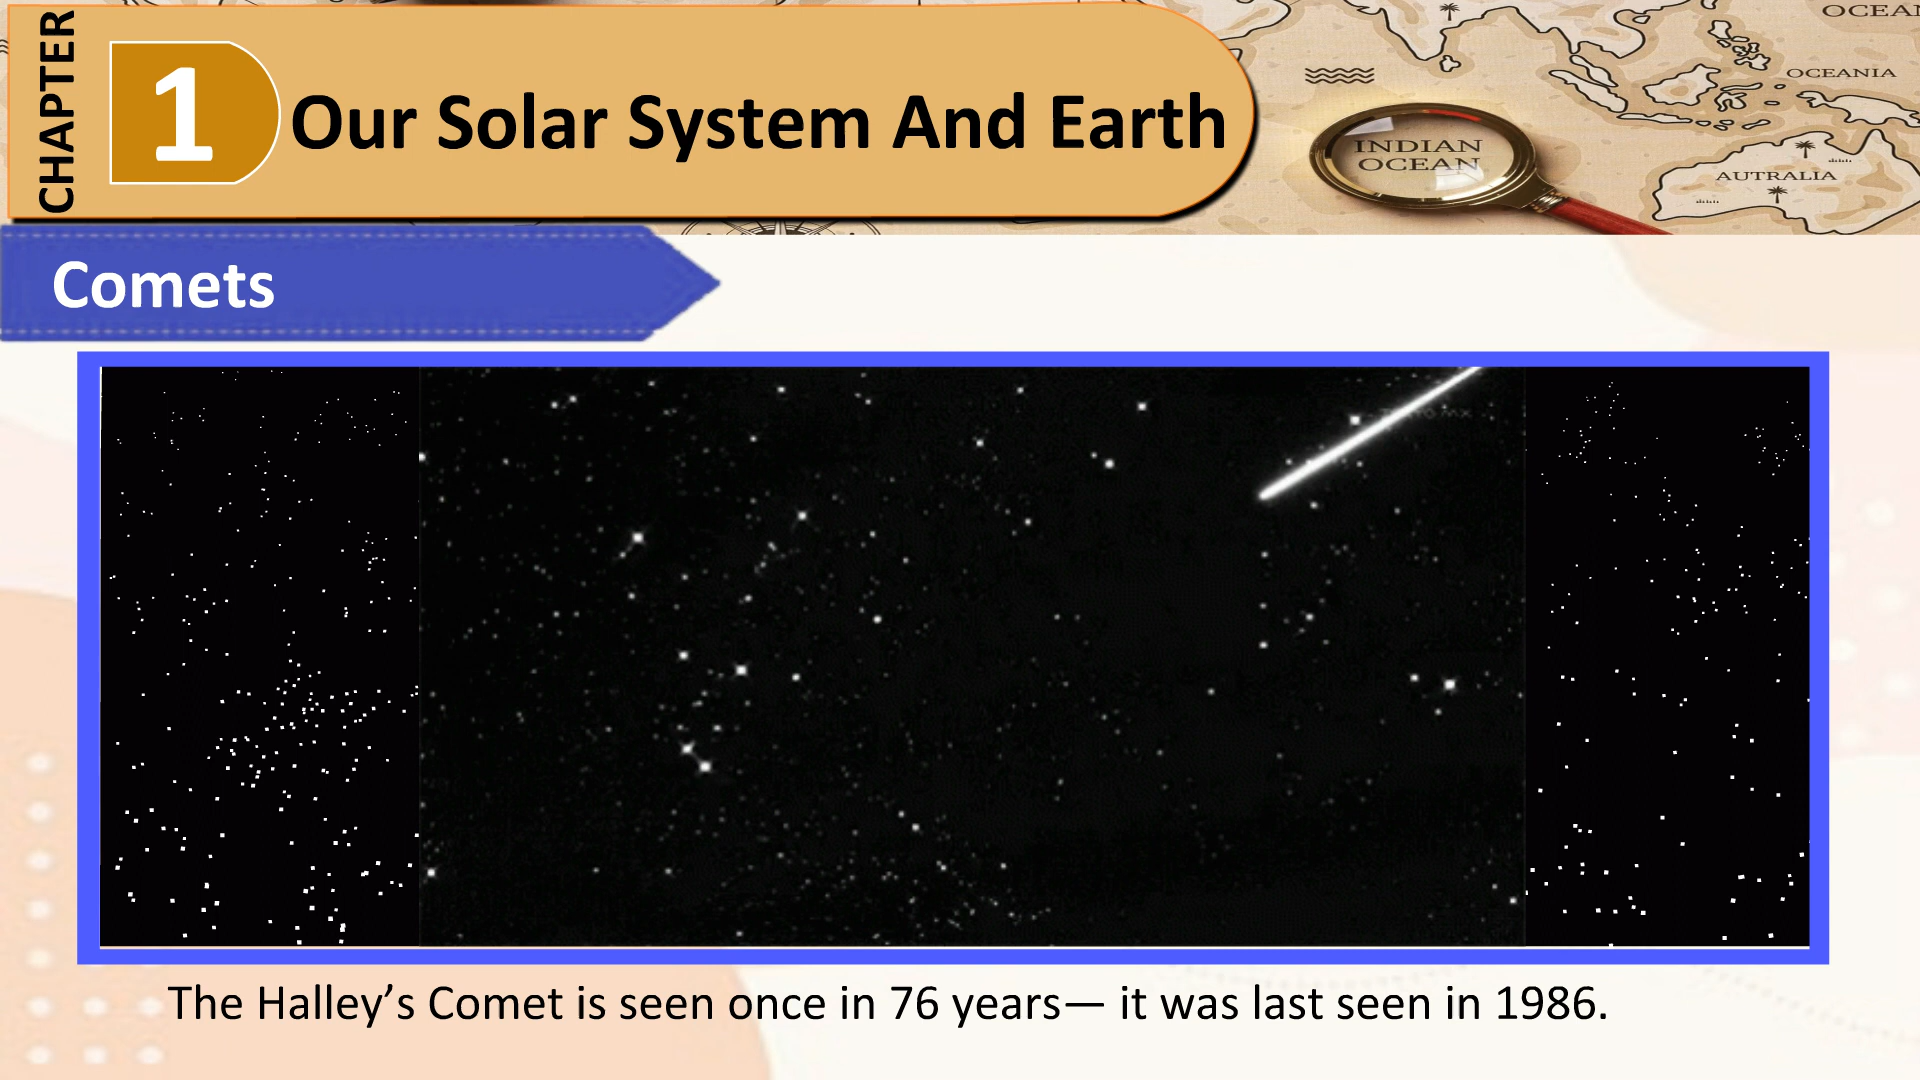 CHAPTER
1
Our Solar System And Earth
OCEANIA
INDIAN
OCEAN
AUSTRALIA
Comets
The Halley’s Comet is seen once in 76 years— it was last seen in 1986.